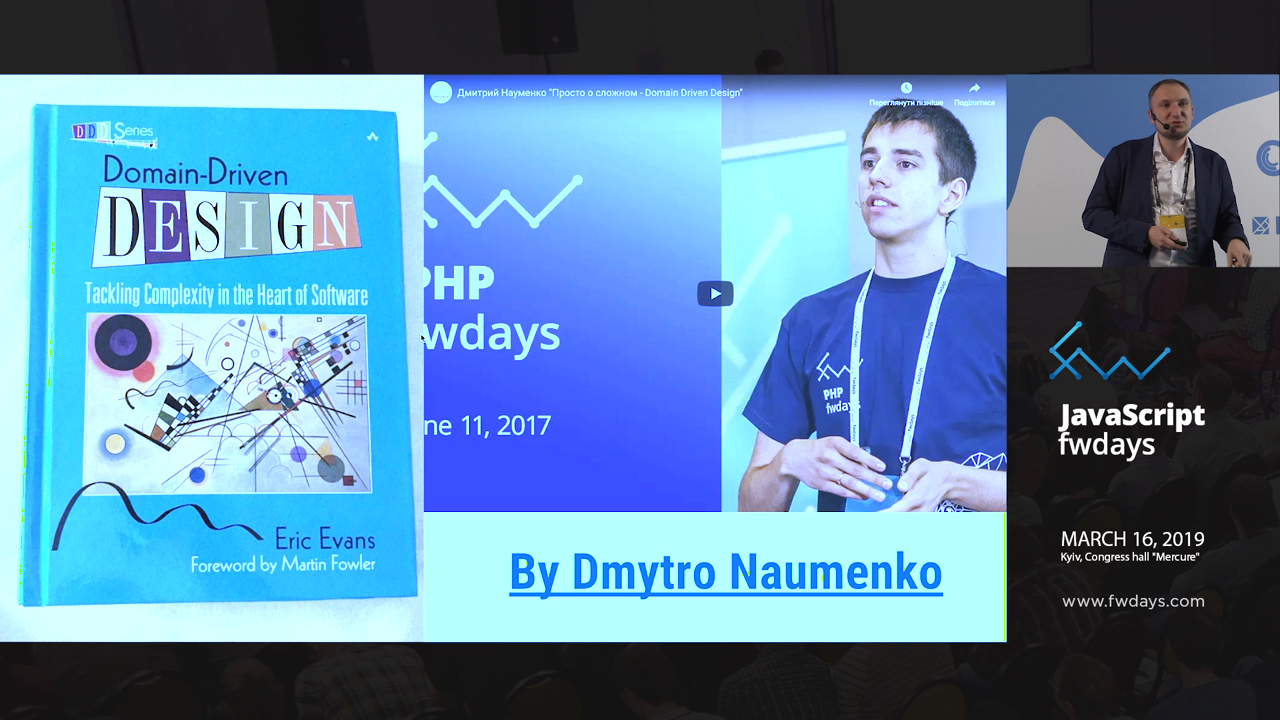 DDD Series
Domain-Driven
DESIGN
Tackling Complexity in the Heart of Software
Eric Evans
Foreword by Martin Fowler
Дмитрий Науменко "Просто о сложном - Domain Driven Design"
Переглянути пізніше
Поділитися
PHP
fwdays
ne 11, 2017
PHP
fwdays
By Dmytro Naumenko
JavaScript
fwdays
MARCH 16, 2019
Kyiv, Congress hall "Mercure"
www.fwdays.com